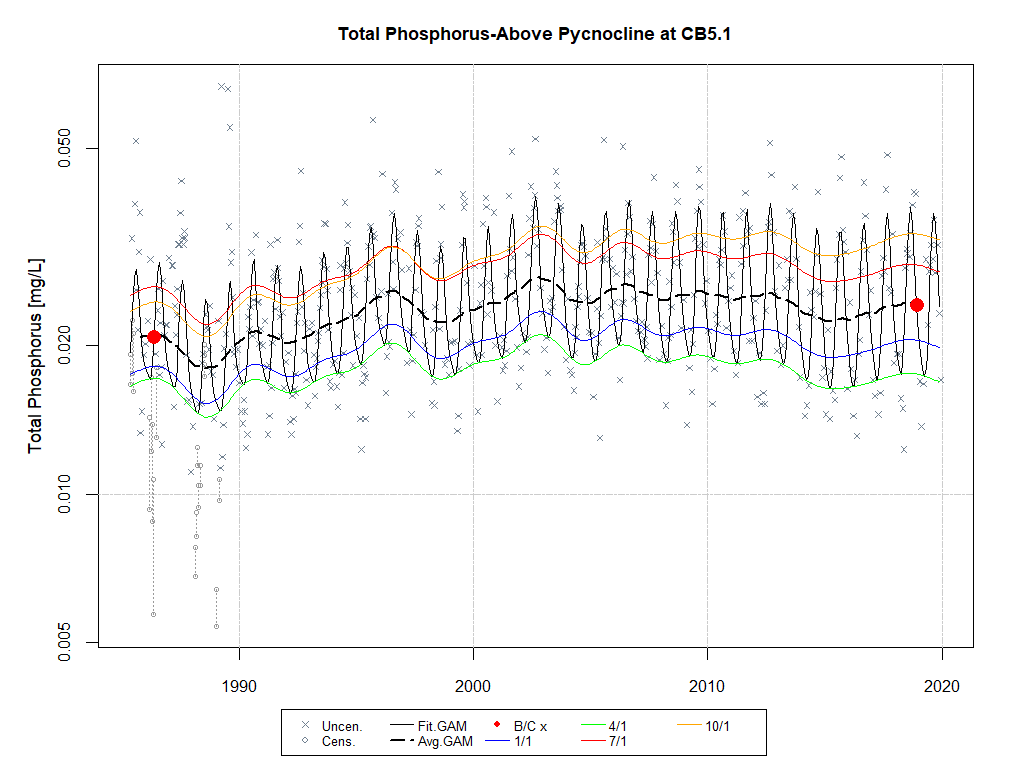 Total Phosphorus-Above Pycnocline at CB5.1
Total Phosphorus [mg/L]
0.050
0.020
0.010
0.005
1990 2000 2010 2020
Uncen. Fit.GAM B/C x 4/1 10/1
Cens. Avg.GAM 1/1 7/1